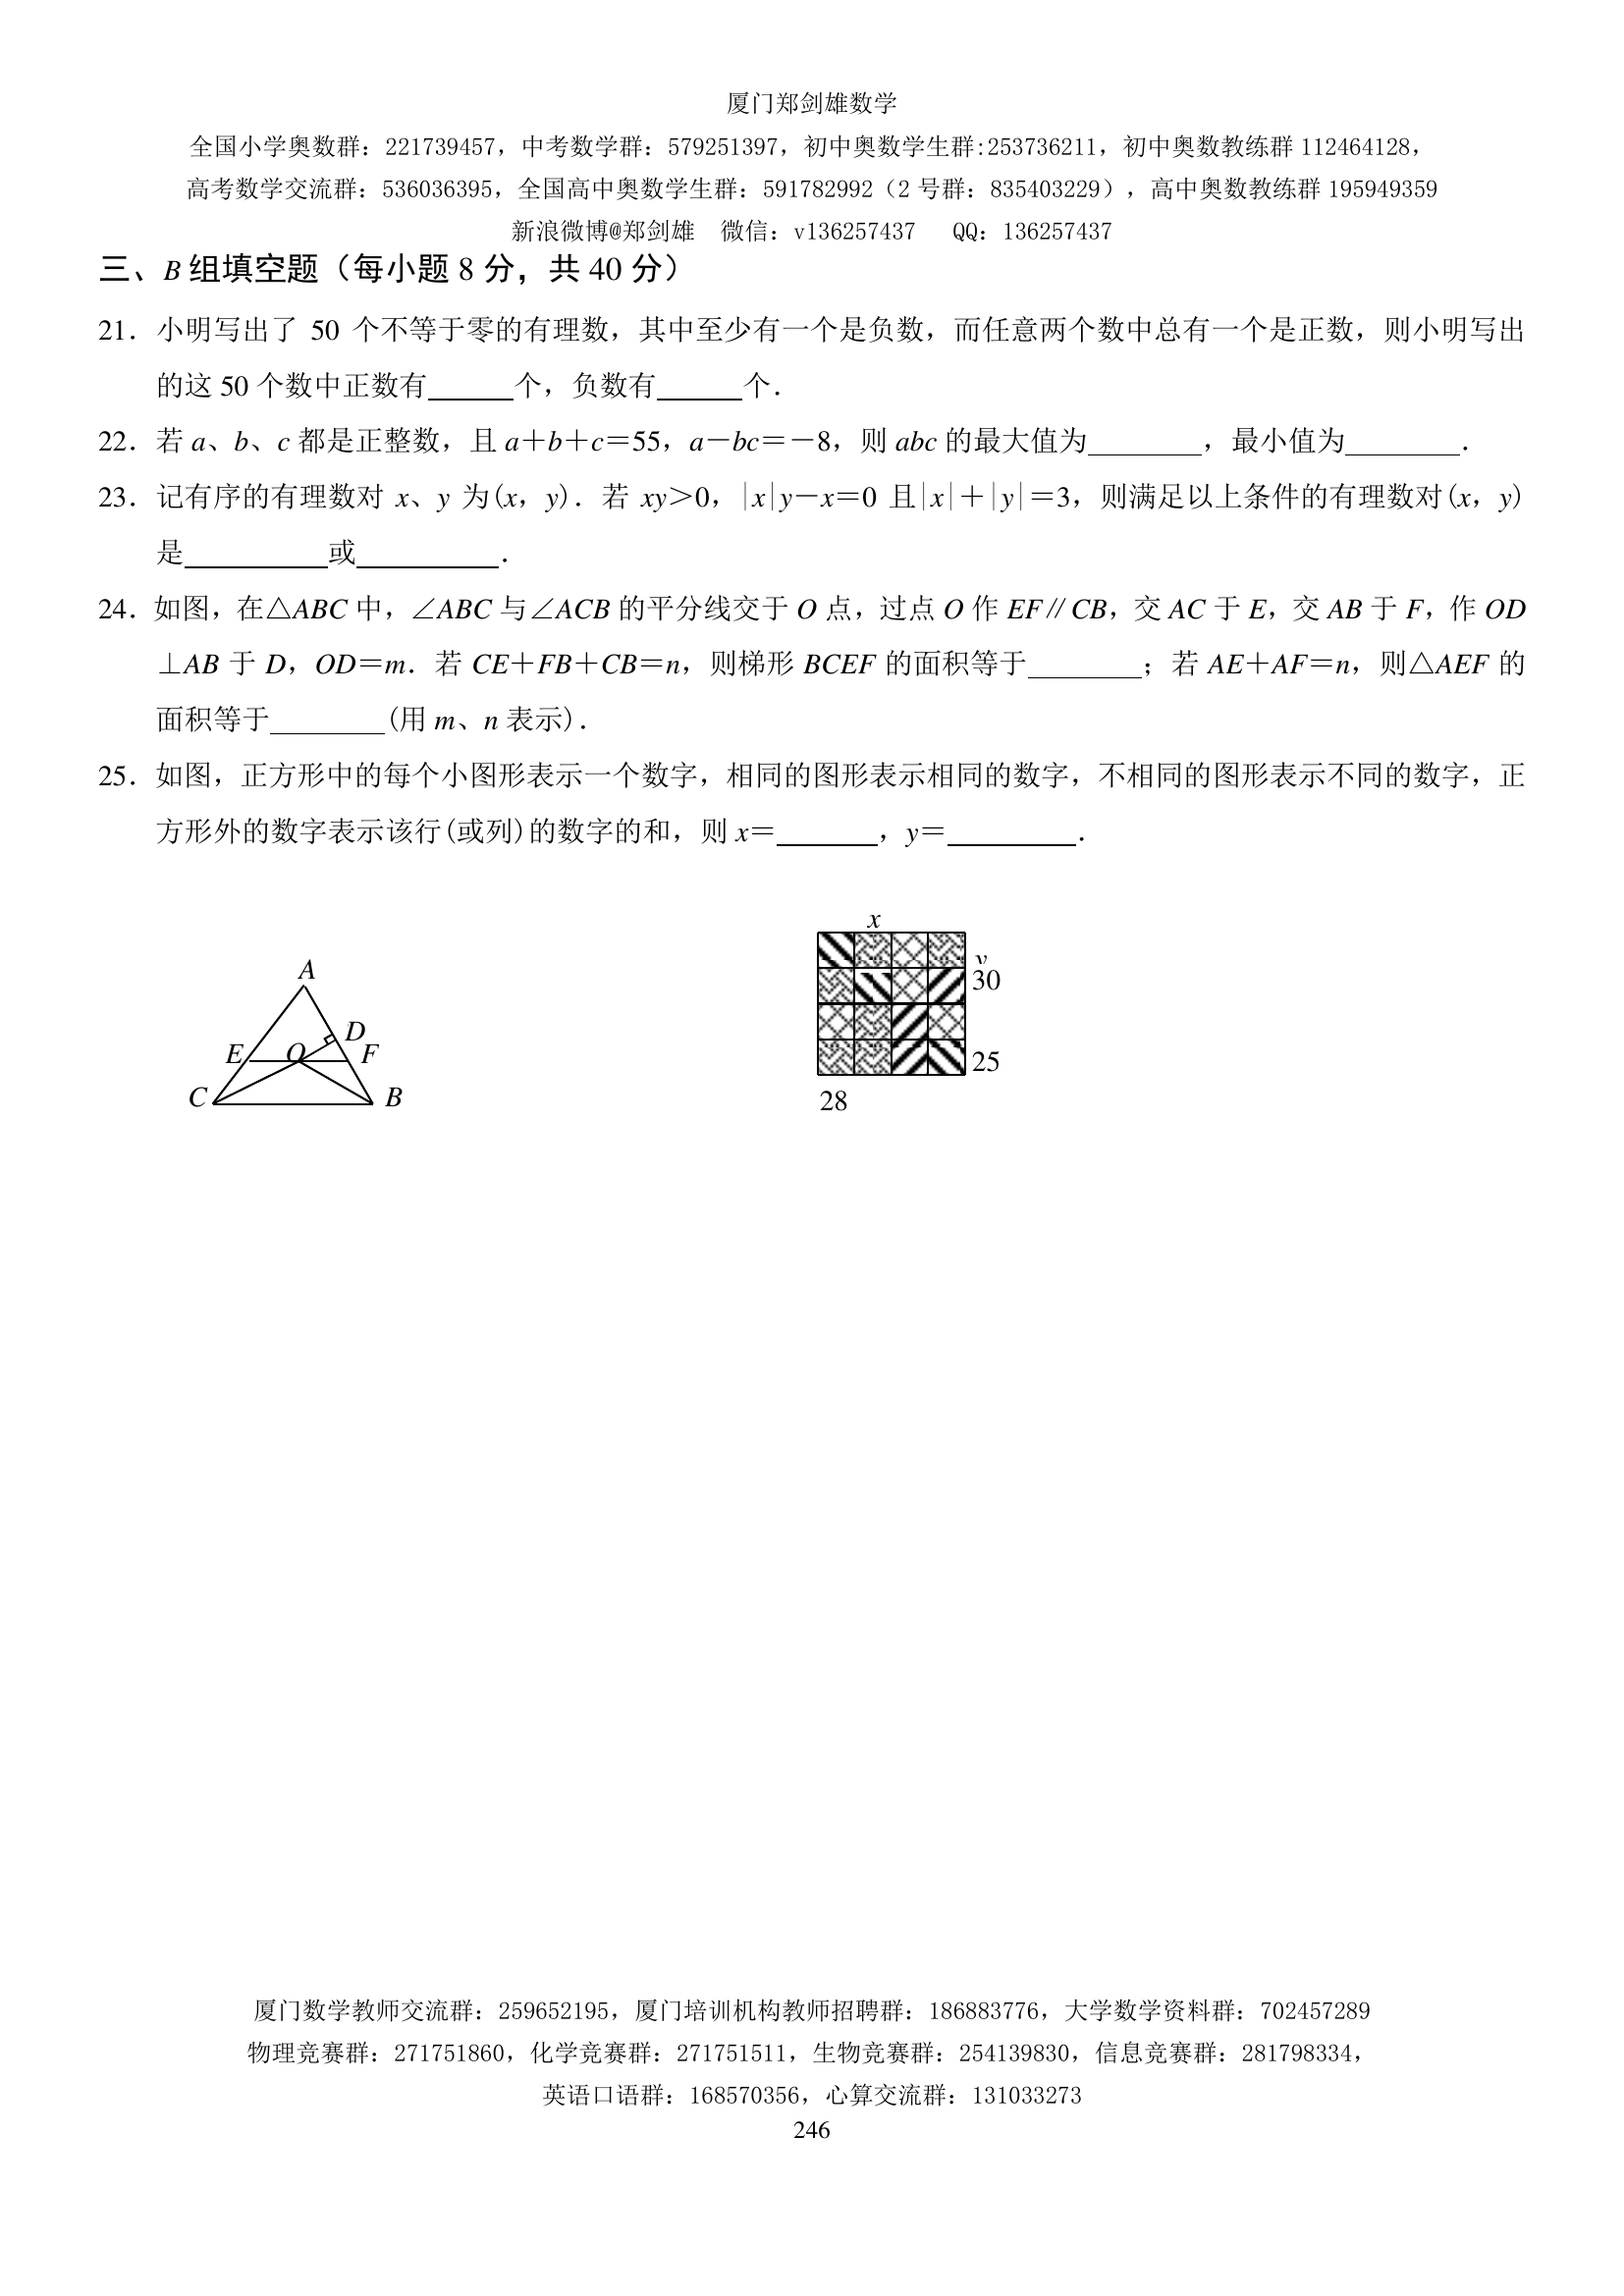 厦门郑剑雄数学
全国小学奥数群：221739457，中考数学群：579251397，初中奥数学生群:253736211，初中奥数教练群 112464128，
高考数学交流群：536036395，全国高中奥数学生群：591782992（2 号群：835403229），高中奥数教练群 195949359
新浪微博@郑剑雄 微信：v136257437 QQ：136257437
三、B 组填空题（每小题 8 分，共 40 分）
21．小明写出了 50 个不等于零的有理数，其中至少有一个是负数，而任意两个数中总有一个是正数，则小明写出
的这 50 个数中正数有______个，负数有______个．
22．若 a、b、c 都是正整数，且 a＋b＋c＝55，a－bc＝－8，则 abc 的最大值为________，最小值为________．
23．记有序的有理数对 x、y 为(x，y)．若 xy＞0，|x|y－x＝0 且|x|＋|y|＝3，则满足以上条件的有理数对(x，y)
是__________或__________．
24．如图，在△ABC 中，∠ABC 与∠ACB 的平分线交于 O 点，过点 O 作 EF∥CB，交 AC 于 E，交 AB 于 F，作 OD
⊥AB 于 D，OD＝m．若 CE＋FB＋CB＝n，则梯形 BCEF 的面积等于________；若 AE＋AF＝n，则△AEF 的
面积等于________(用 m、n 表示)．
25．如图，正方形中的每个小图形表示一个数字，相同的图形表示相同的数字，不相同的图形表示不同的数字，正
方形外的数字表示该行(或列)的数字的和，则 x＝_______，y＝_________．
A
D
E
O
F
C
B
x
y
30
25
28
厦门数学教师交流群：259652195，厦门培训机构教师招聘群：186883776，大学数学资料群：702457289
物理竞赛群：271751860，化学竞赛群：271751511，生物竞赛群：254139830，信息竞赛群：281798334，
英语口语群：168570356，心算交流群：131033273
246